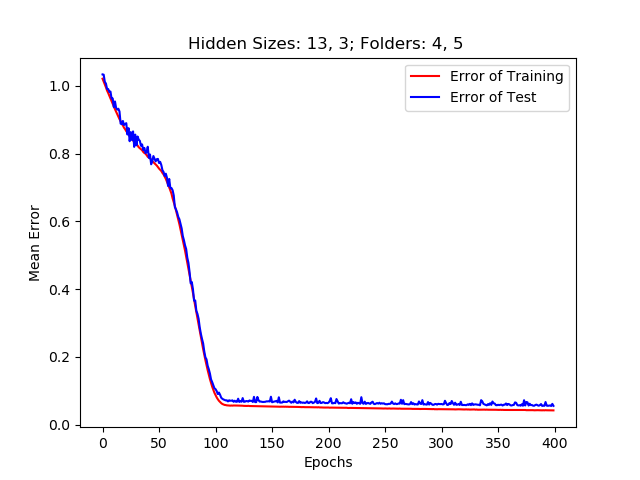 Hidden Sizes: 13, 3; Folders: 4, 5
Error of Training
Error of Test
Mean Error
1.0
0.8
0.6
0.4
0.2
0.0
0 50 100 150 200 250 300 350 400
Epochs